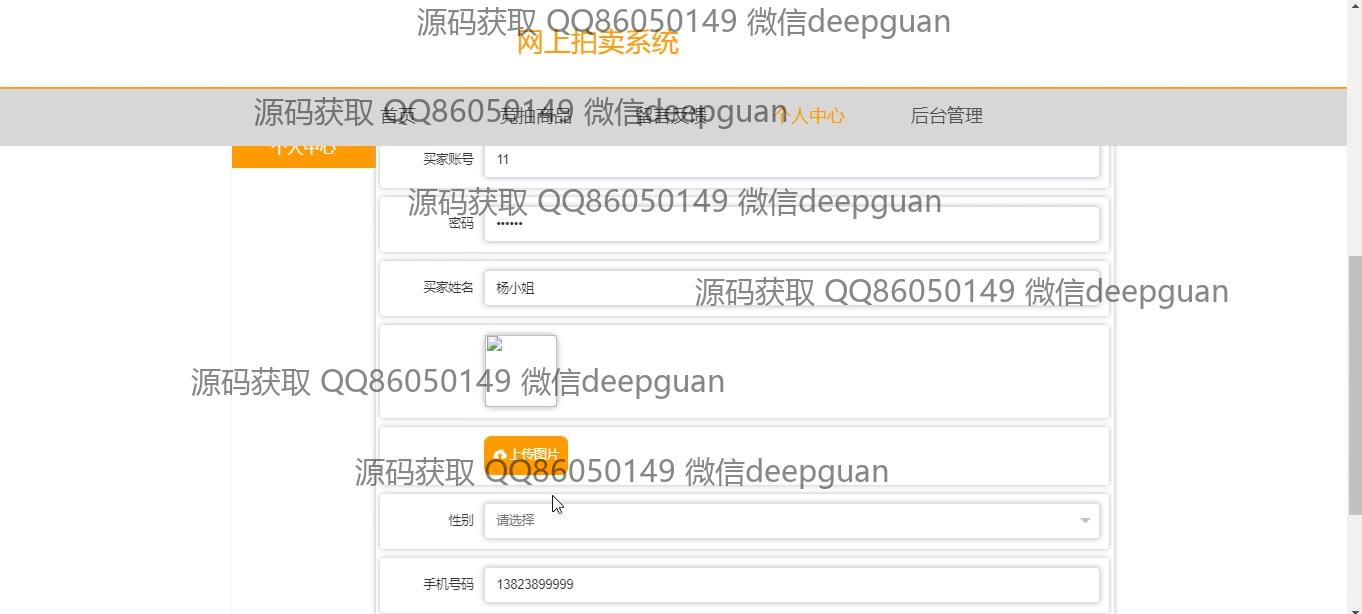 源码获取 QQ86050149 微信deepguan
网上拍卖系统
源码获取 QQ86050149 微信deepguan
首页 竞拍商品 留言反馈 个人中心 后台管理
个人中心
买家账号 11
源码获取 QQ86050149 微信deepguan
密码 ••••••
买家姓名 杨小姐
源码获取 QQ86050149 微信deepguan
源码获取 QQ86050149 微信deepguan
上传图片
源码获取 QQ86050149 微信deepguan
性别 请选择
手机号码 13823899999